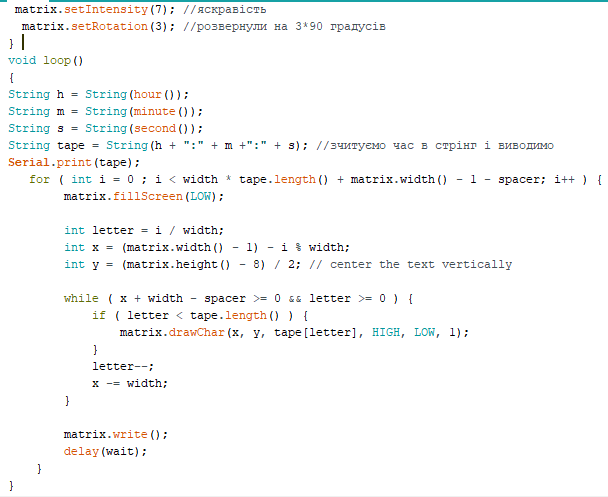 matrix.setIntensity(7); //яскравість
matrix.setRotation(3); //розвернули на 3*90 градусів
}
void loop()
{
String h = String(hour());
String m = String(minute());
String s = String(second());
String tape = String(h + ":" + m +":" + s); //зчитуємо час в стрінг і виводимо
Serial.print(tape);
for ( int i = 0 ; i < width * tape.length() + matrix.width() - 1 - spacer; i++ ) {
matrix.fillScreen(LOW);
int letter = i / width;
int x = (matrix.width() - 1) - i % width;
int y = (matrix.height() - 8) / 2; // center the text vertically
while ( x + width - spacer >= 0 && letter >= 0 ) {
if ( letter < tape.length() ) {
matrix.drawChar(x, y, tape[letter], HIGH, LOW, 1);
}
letter--;
x -= width;
}
matrix.write();
delay(wait);
}
}